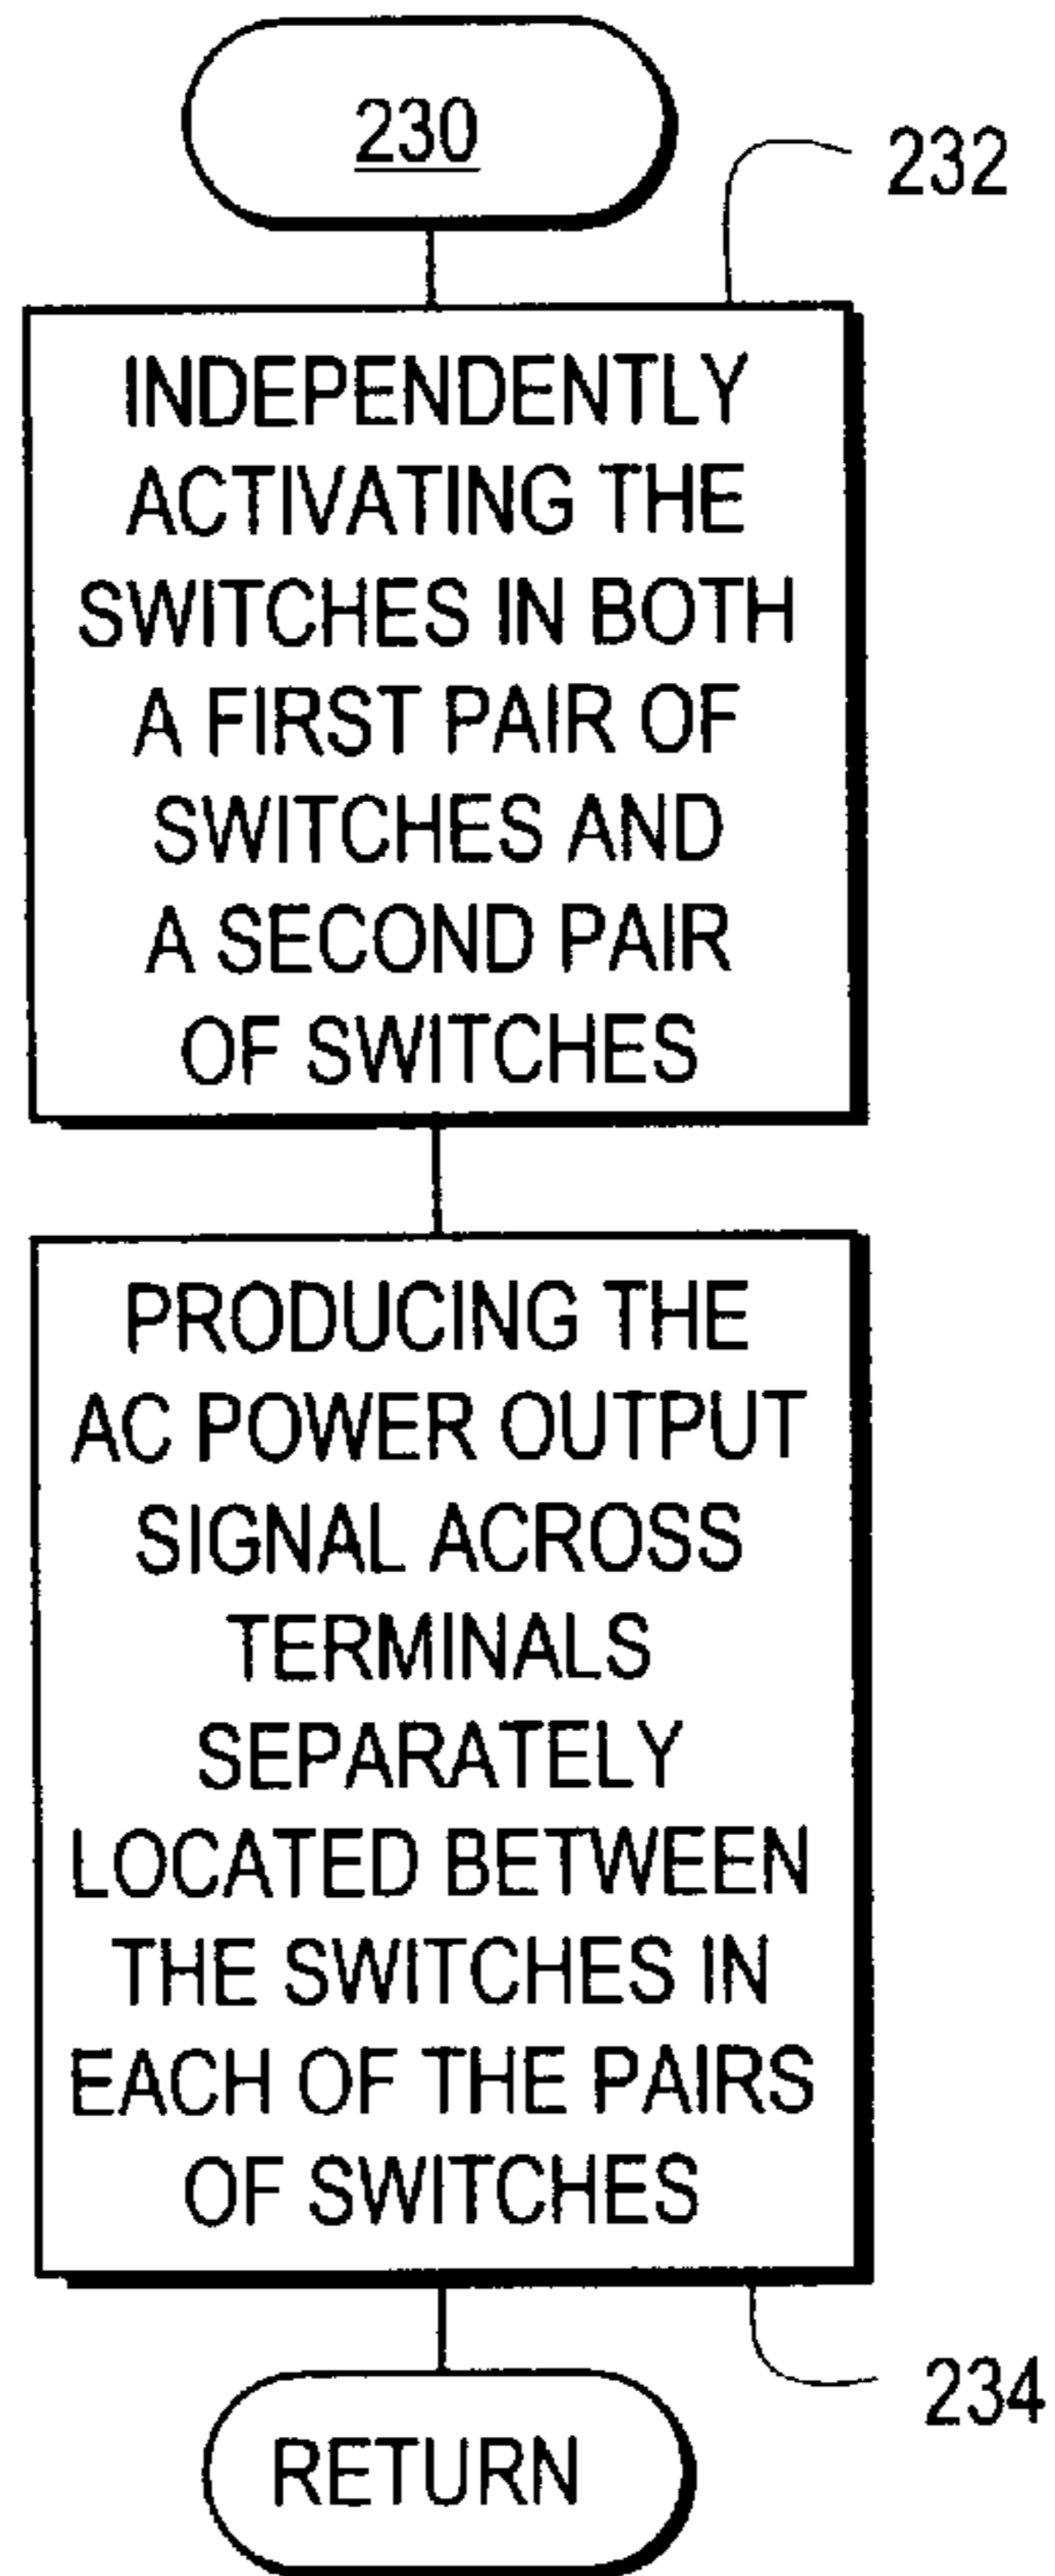 230
232
INDEPENDENTLY
ACTIVATING THE
SWITCHES IN BOTH
A FIRST PAIR OF
SWITCHES AND
A SECOND PAIR
OF SWITCHES
PRODUCING THE
AC POWER OUTPUT
SIGNAL ACROSS
TERMINALS
SEPARATELY
LOCATED BETWEEN
THE SWITCHES IN
EACH OF THE PAIRS
OF SWITCHES
234
RETURN